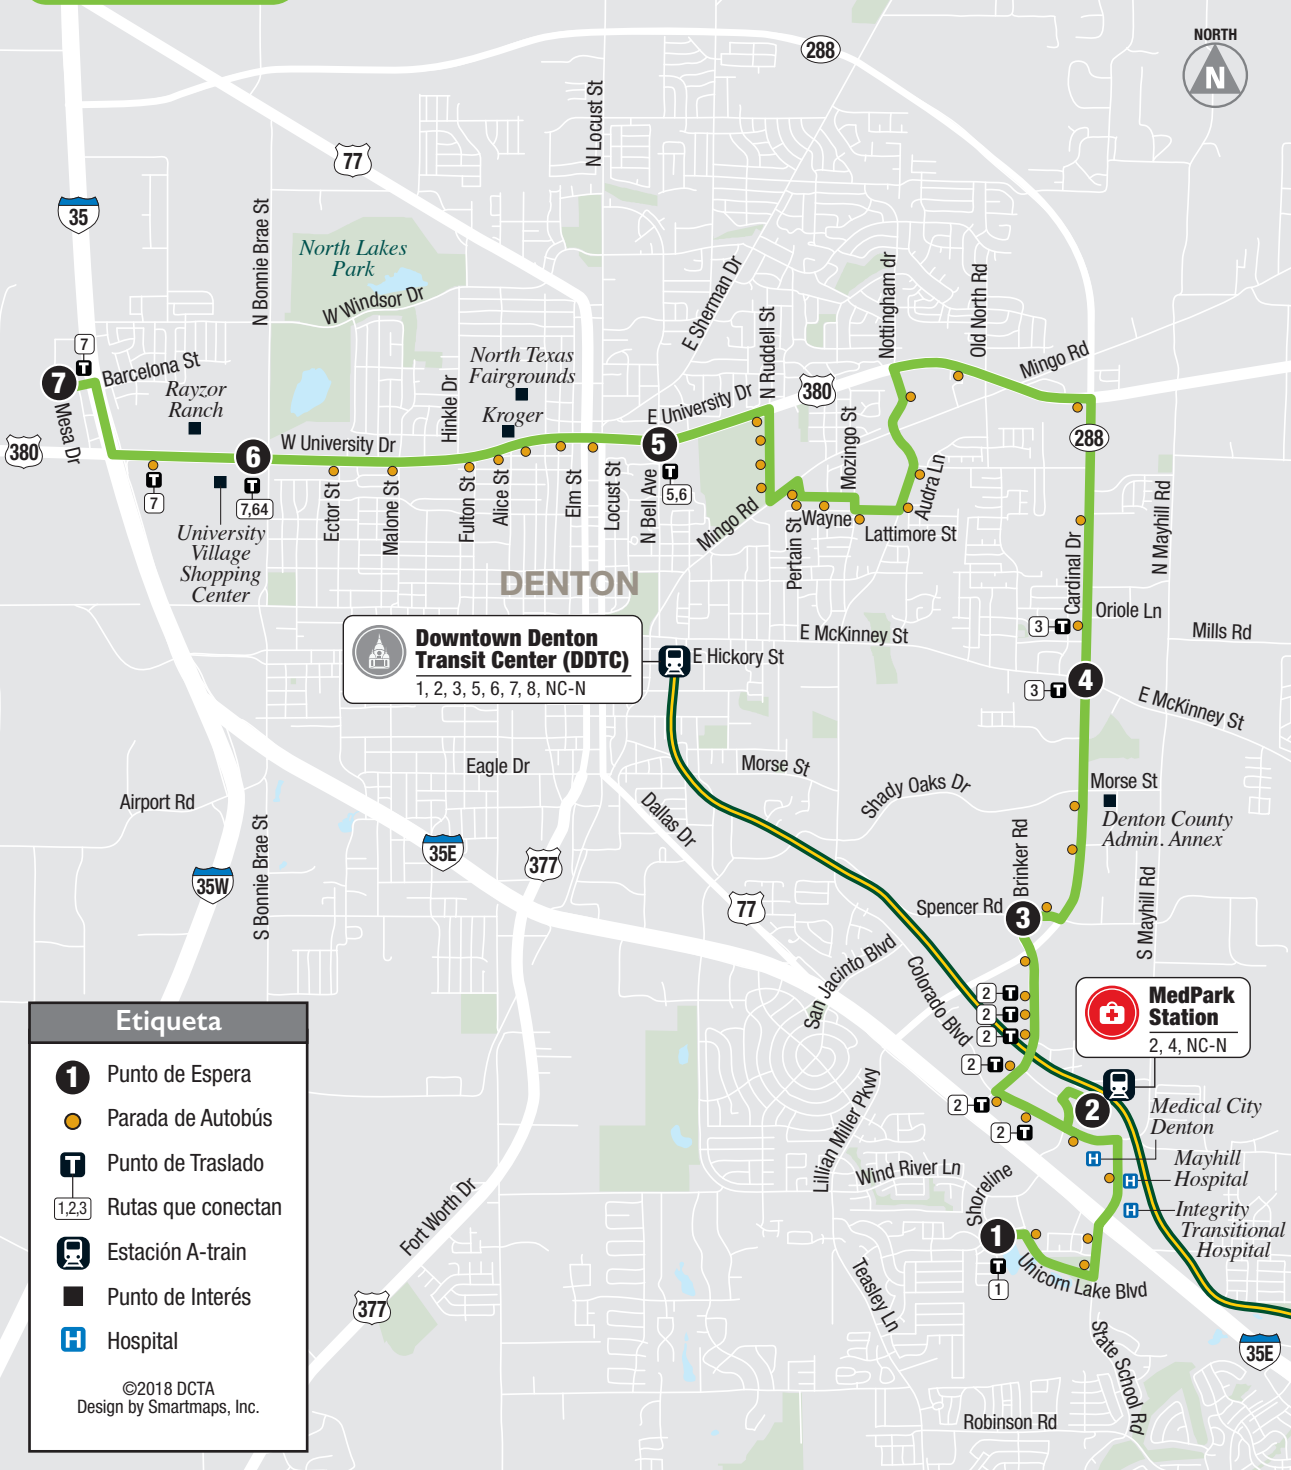 288
NORTH
N
77
N Locust St
35
N Bonnie Brae St
North Lakes
Park
W Windsor Dr
E Sherman Dr
N Ruddell St
Nottingham dr
Old North Rd
Mingo Rd
7
7
Barcelona St
Rayzor
Ranch
Mesa Dr
380
North Texas
Fairgrounds
Kroger
Hinkle Dr
E University Dr
380
Mozingo St
288
W University Dr
6
5
T
7
T
7,64
University
Village
Shopping
Center
Ector St
Malone St
Fulton St
Alice St
Elm St
Locust St
N Bell Ave
T
5,6
Mingo Rd
Pertain St
Wayne
Lattimore St
Audra Ln
N Mayhill Rd
Cardinal Dr
Oriole Ln
DENTON
Downtown Denton
Transit Center (DDTC)
1, 2, 3, 5, 6, 7, 8, NC-N
E Hickory St
E McKinney St
3 T
Mills Rd
3 T
4
E McKinney St
Eagle Dr
Morse St
Shady Oaks Dr
Morse St
Denton County
Admin. Annex
Airport Rd
Dallas Dr
35E
377
35W
S Bonnie Brae St
77
Brinker Rd
Spencer Rd
3
S Mayhill Rd
San Jacinto Blvd
Colorado Blvd
2 T
2 T
2 T
2 T
2 T
2 T
MedPark
Station
2, 4, NC-N
2
Medical City
Denton
H
Mayhill
Hospital
H
Integrity
Transitional
Hospital
H
Lillian Miller Pkwy
Wind River Ln
Shoreline
1
T
1
Unicorn Lake Blvd
Teasley Ln
State School Rd
35E
Robinson Rd
Fort Worth Dr
377
Etiqueta
1 Punto de Espera
Parada de Autobús
T Punto de Traslado
1,2,3 Rutas que conectan
Estación A-train
Punto de Interés
H Hospital
©2018 DCTA
Design by Smartmaps, Inc.